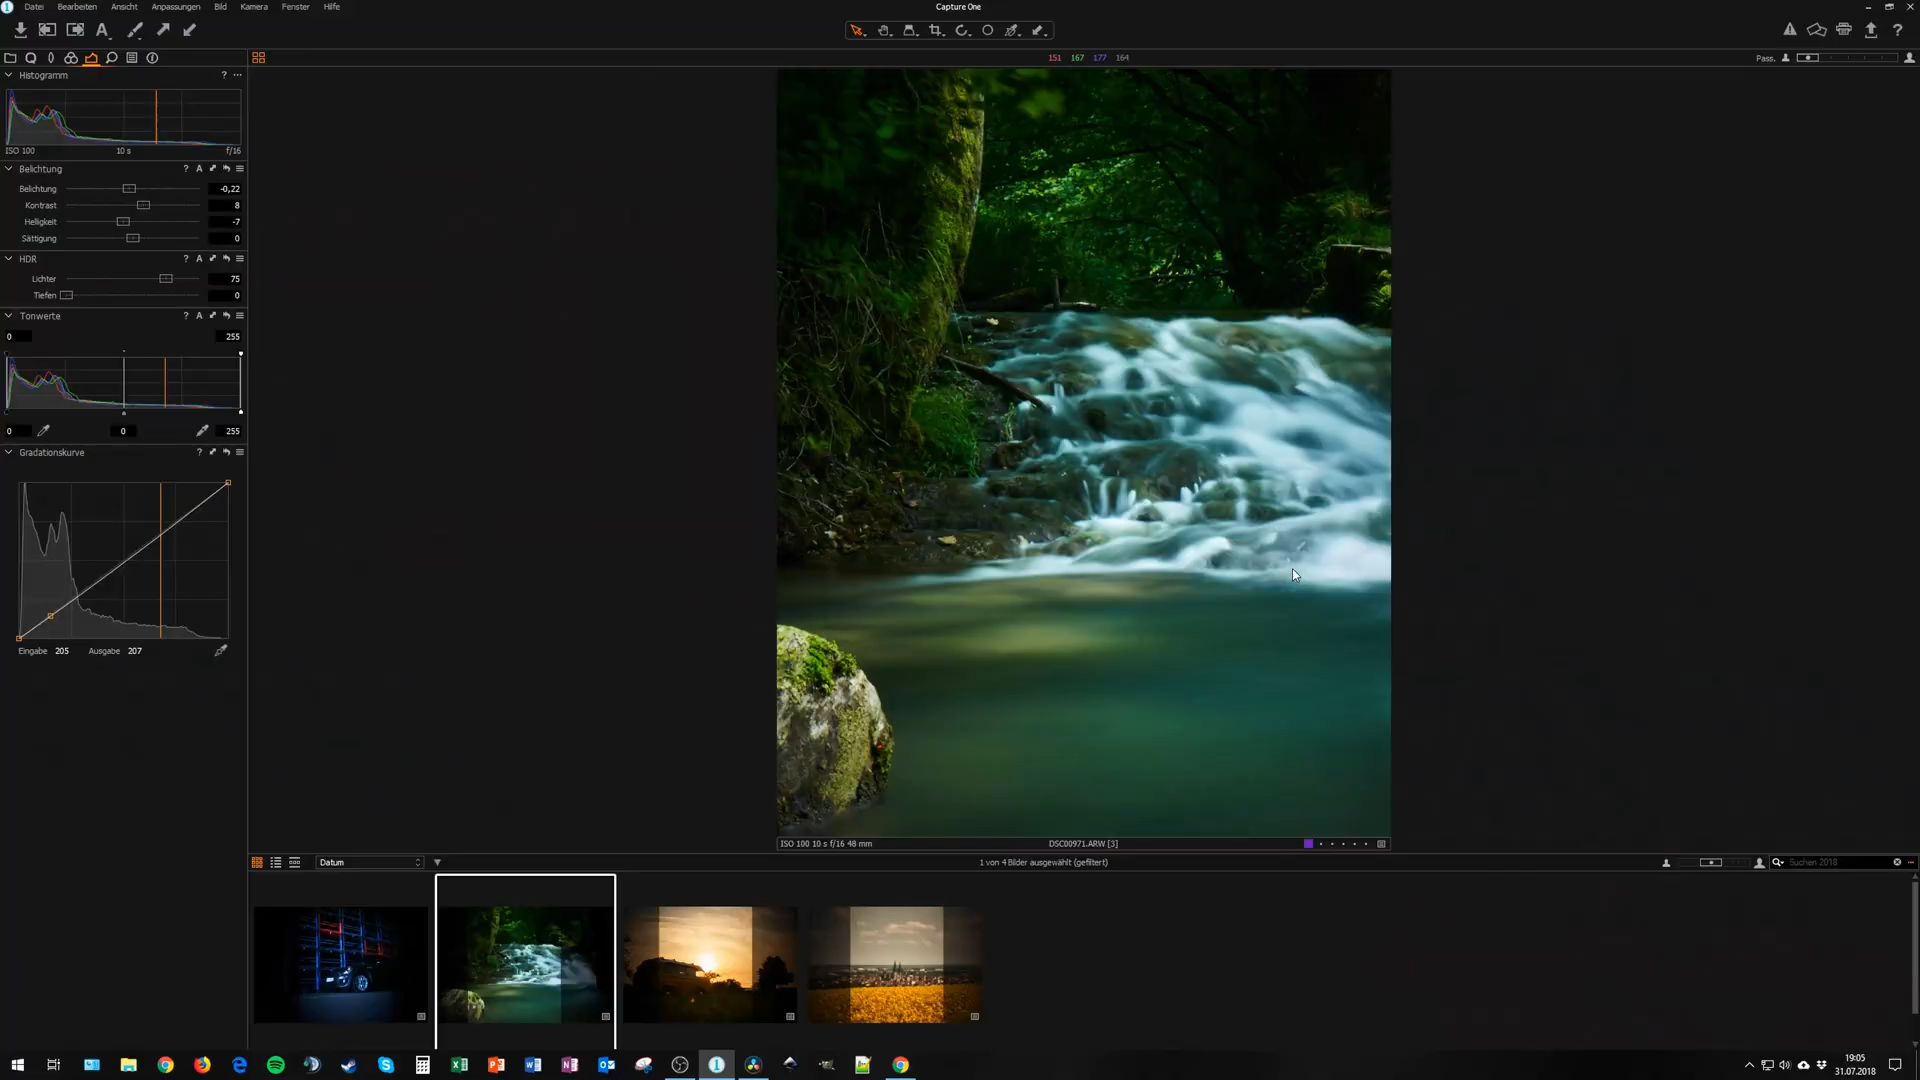 Datei Bearbeiten Ansicht Anpassungen Bild Kamera Fenster Hilfe
Capture One
151 167 177 164
Pass.
Histogramm
ISO 100 10 s f/16
Belichtung
Belichtung -0,22
Kontrast 8
Helligkeit -7
Sättigung 0
HDR
Lichter 75
Tiefen 0
Tonwerte
0 255
0 0 255
Gradationskurve
Eingabe 205 Ausgabe 207
ISO 100 10 s f/16 48 mm
DSC00971.ARW [3]
Datum
1 von 4 Bilder ausgewählt (gefiltert)
Suchen 2018
19:05
31.07.2018